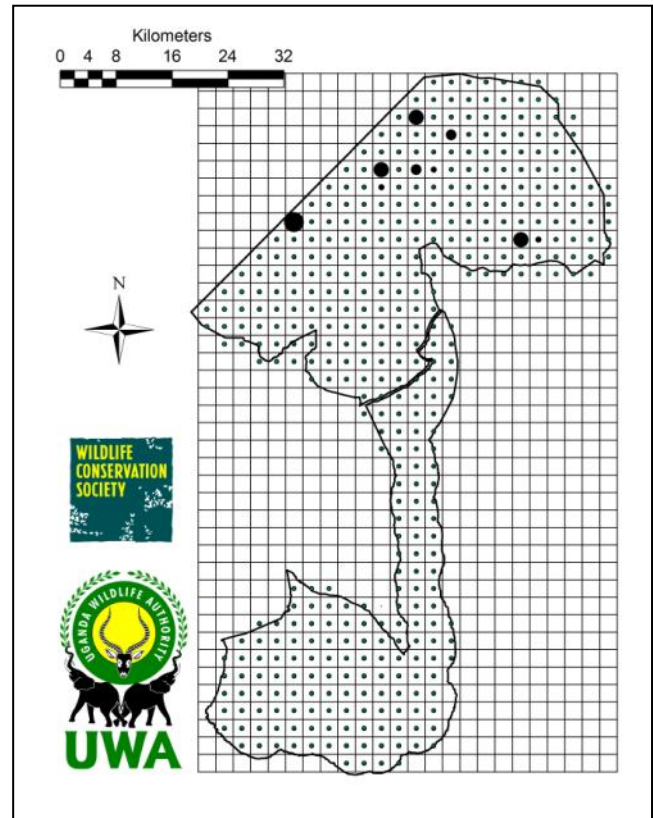 Kilometers
0 4 8 16 24 32
N
WILDLIFE
CONSERVATION
SOCIETY
UGANDA WILDLIFE AUTHORITY
UWA